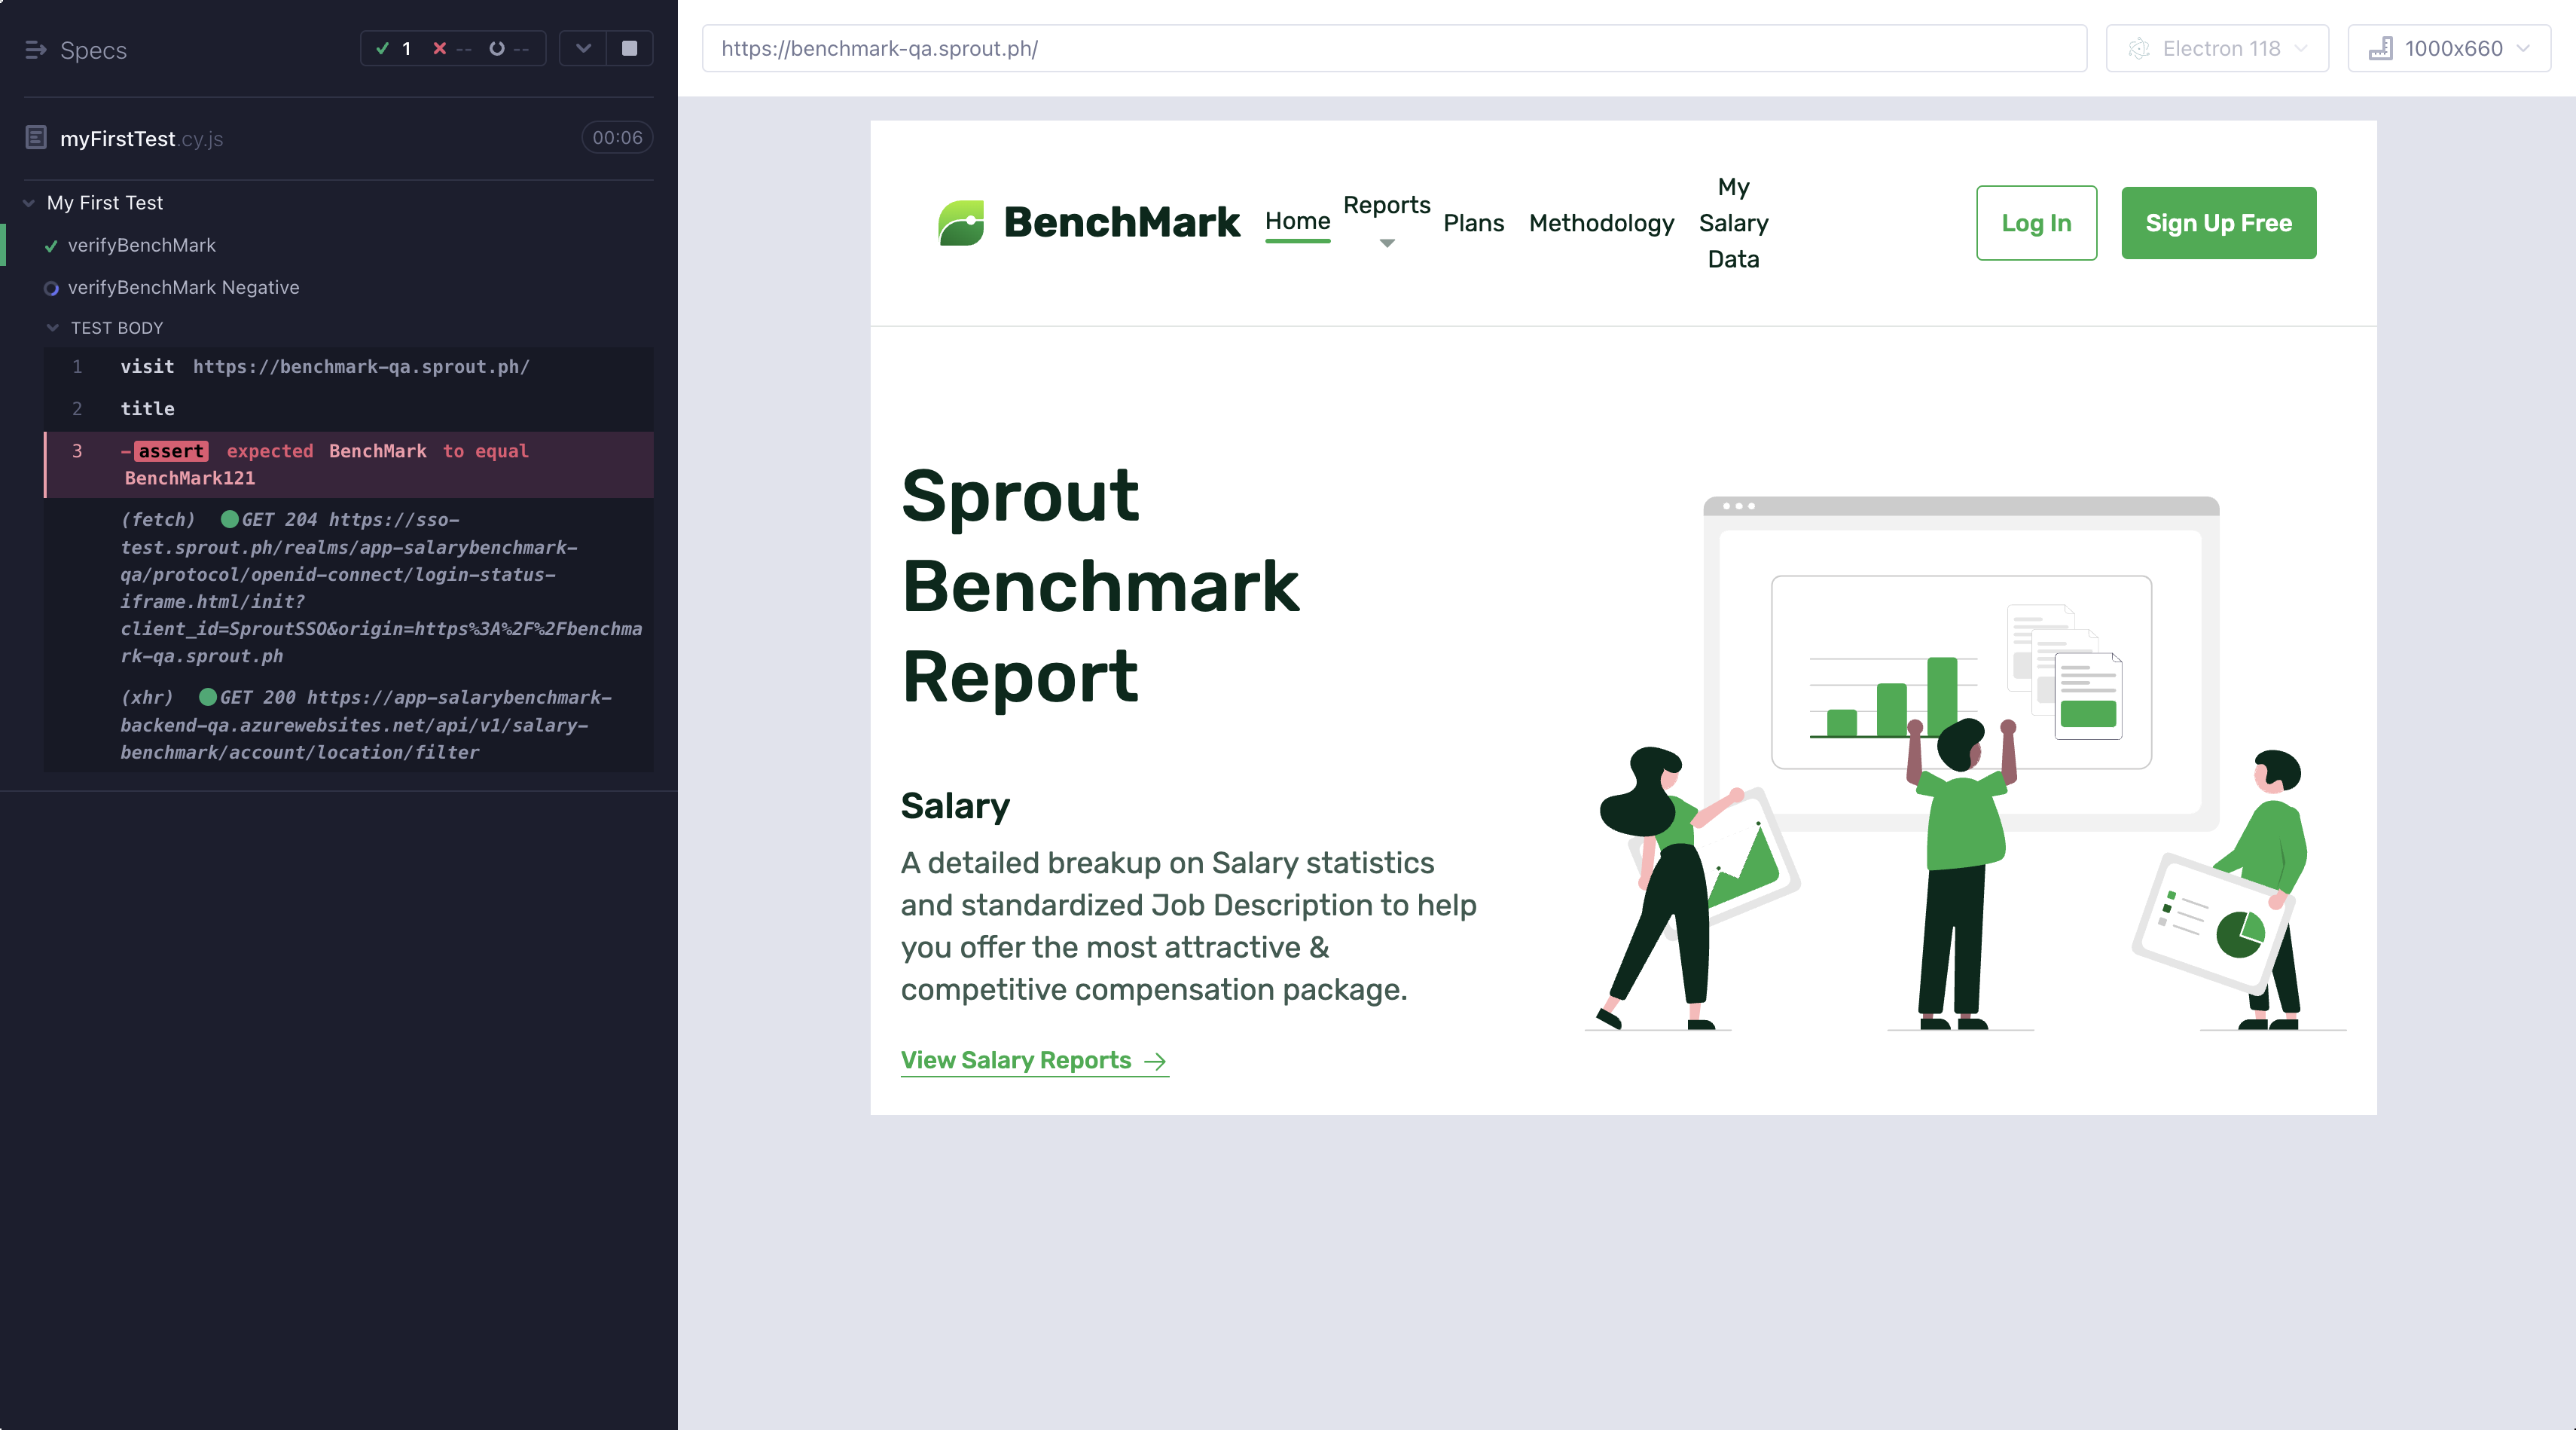 Specs
1
--
--
myFirstTest.cy.js
00:06
My First Test
verifyBenchMark
verifyBenchMark Negative
TEST BODY
1 visit https://benchmark-qa.sprout.ph/
2 title
3 -assert expected BenchMark to equal
BenchMark121
(fetch) GET 204 https://sso-
test.sprout.ph/realms/app-salarybenchmark-
qa/protocol/openid-connect/login-status-
iframe.html/init?
client_id=SproutSSO&origin=https%3A%2F%2Fbenchma
rk-qa.sprout.ph
(xhr) GET 200 https://app-salarybenchmark-
backend-qa.azurewebsites.net/api/v1/salary-
benchmark/account/location/filter
https://benchmark-qa.sprout.ph/
Electron 118
1000x660
BenchMark
Home
Reports
Plans
Methodology
My
Salary
Data
Log In
Sign Up Free
Sprout
Benchmark
Report
Salary
A detailed breakup on Salary statistics
and standardized Job Description to help
you offer the most attractive &
competitive compensation package.
View Salary Reports →